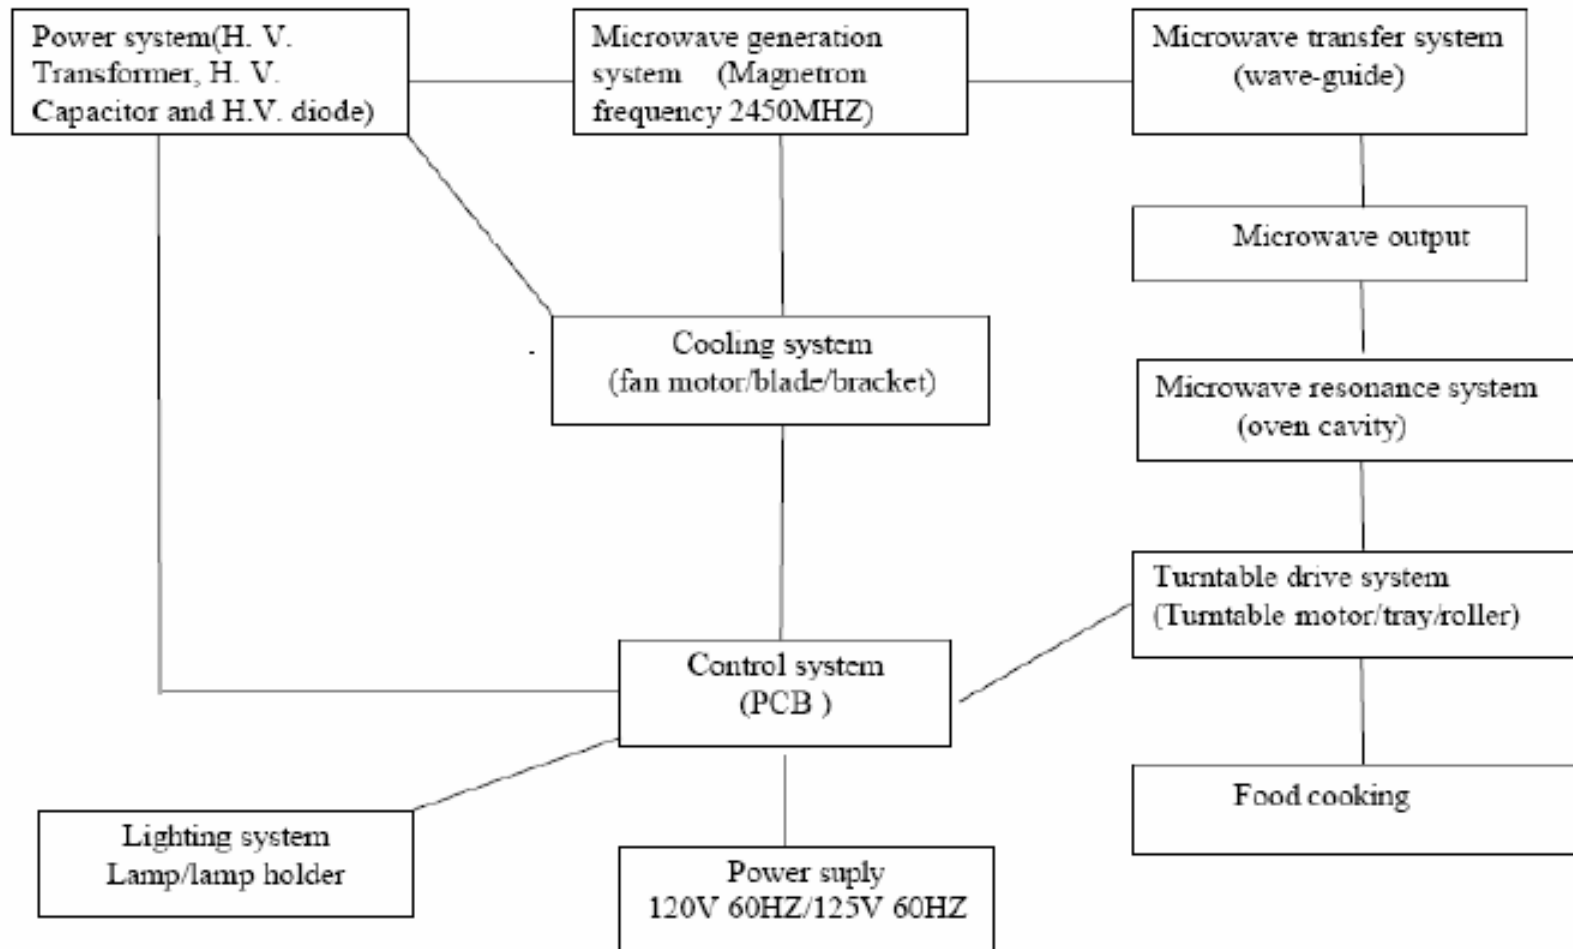 Power system(H. V.
Transformer, H. V.
Capacitor and H.V. diode)
Microwave generation
system (Magnetron
frequency 2450MHZ)
Microwave transfer system
(wave-guide)
Microwave output
Cooling system
(fan motor/blade/bracket)
Microwave resonance system
(oven cavity)
Turntable drive system
(Turntable motor/tray/roller)
Control system
(PCB )
Food cooking
Lighting system
Lamp/lamp holder
Power suply
120V 60HZ/125V 60HZ